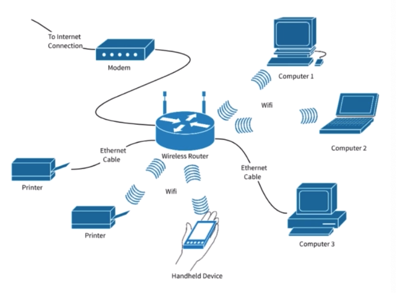 To Internet
Connection
Modem
Computer 1
Wifi
Computer 2
Ethernet
Cable
Wireless Router
Ethernet
Cable
Printer
Wifi
Printer
Computer 3
Handheld Device